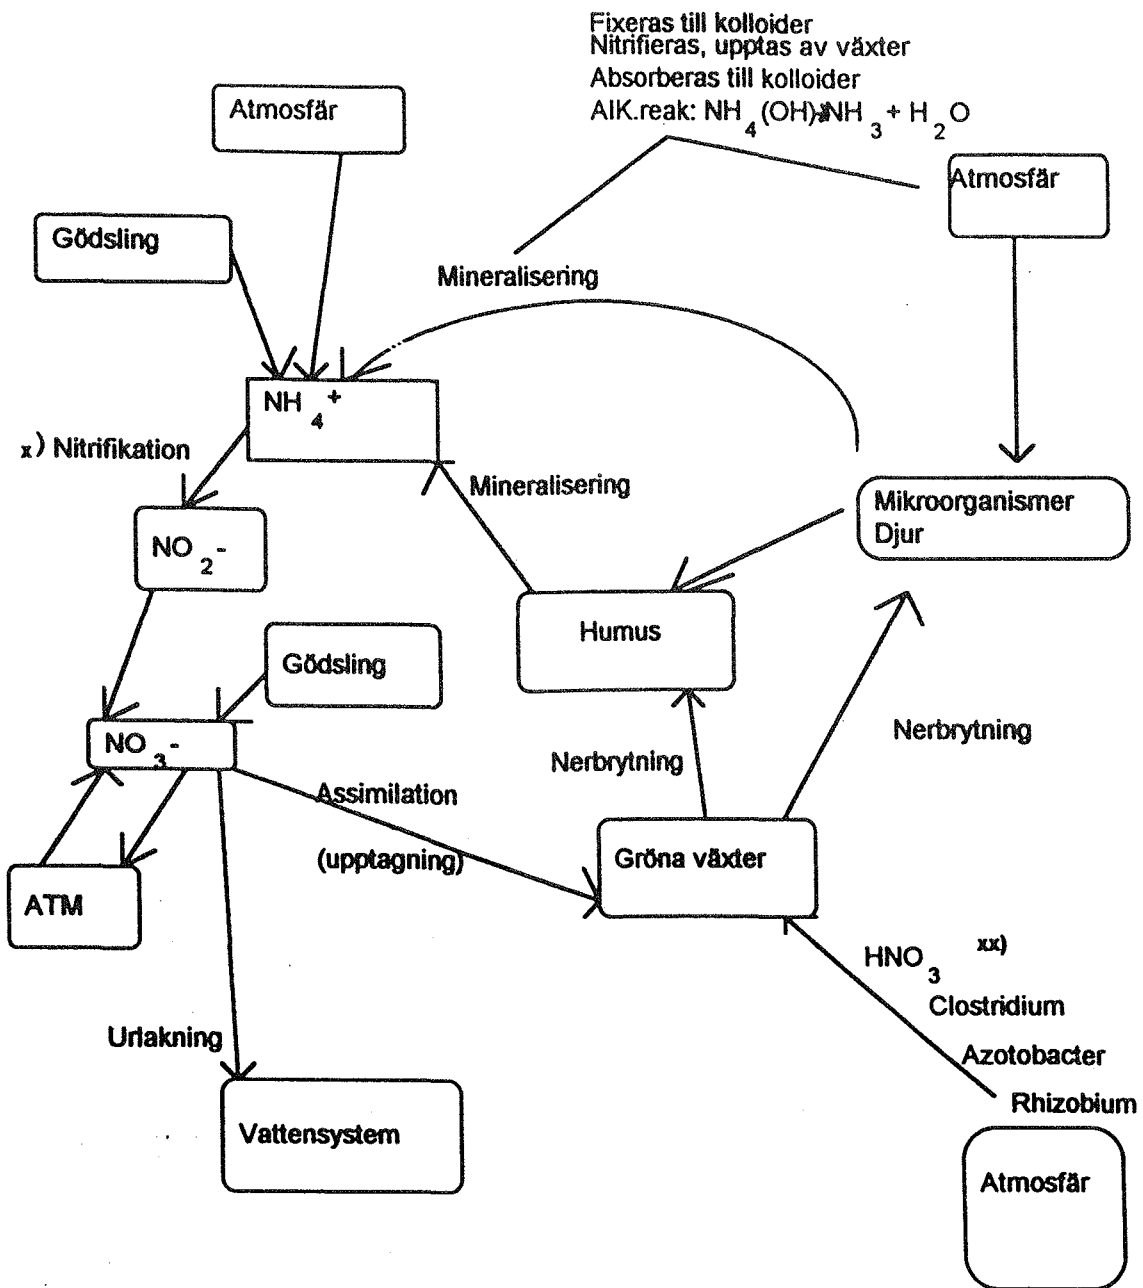 Fixeras till kolloider
Nitrifieras, upptas av växter
Absorberas till kolloider
AlK.reak: NH4(OH)→NH3 + H2O
Atmosfär
Atmosfär
Gödsling
Mineralisering
NH4+
x) Nitrifikation
Mineralisering
Mikroorganismer
Djur
NO2-
Humus
Gödsling
NO3-
Nerbrytning
Nerbrytning
Assimilation
(upptagning)
Gröna växter
ATM
HNO3 xx)
Clostridium
Urlakning
Azotobacter
Rhizobium
Vattensystem
Atmosfär